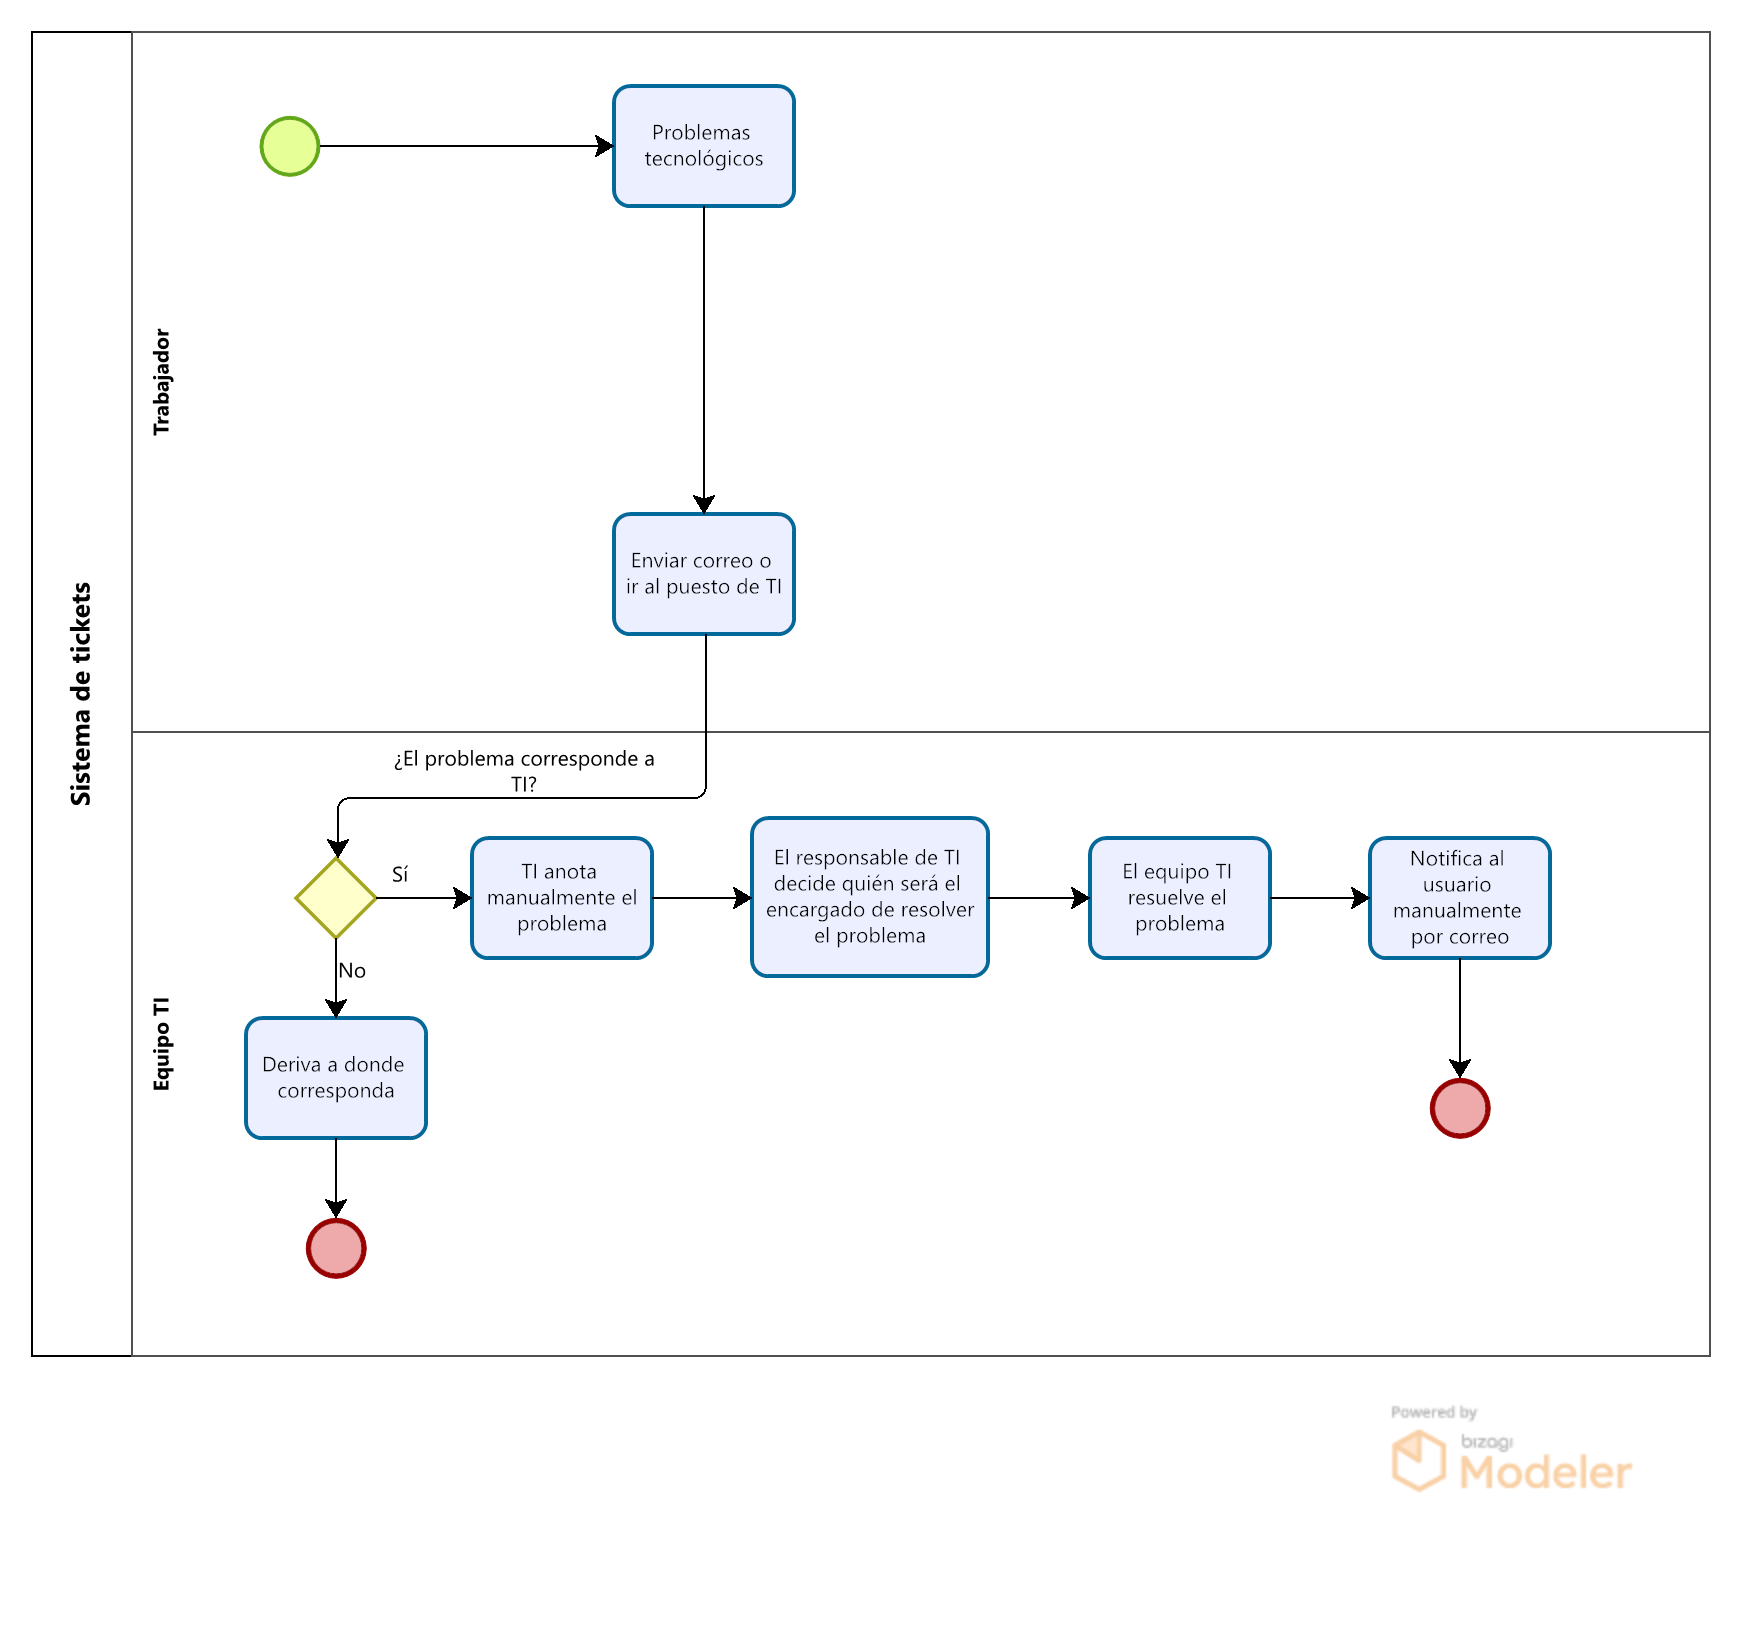 Sistema de tickets
Trabajador
Problemas
tecnológicos
Enviar correo o
ir al puesto de TI
Equipo TI
¿El problema corresponde a
TI?
Sí
No
TI anota
manualmente el
problema
El responsable de TI
decide quién será el
encargado de resolver
el problema
El equipo TI
resuelve el
problema
Notifica al
usuario
manualmente
por correo
Deriva a donde
corresponda
Powered by
bizagi
Modeler